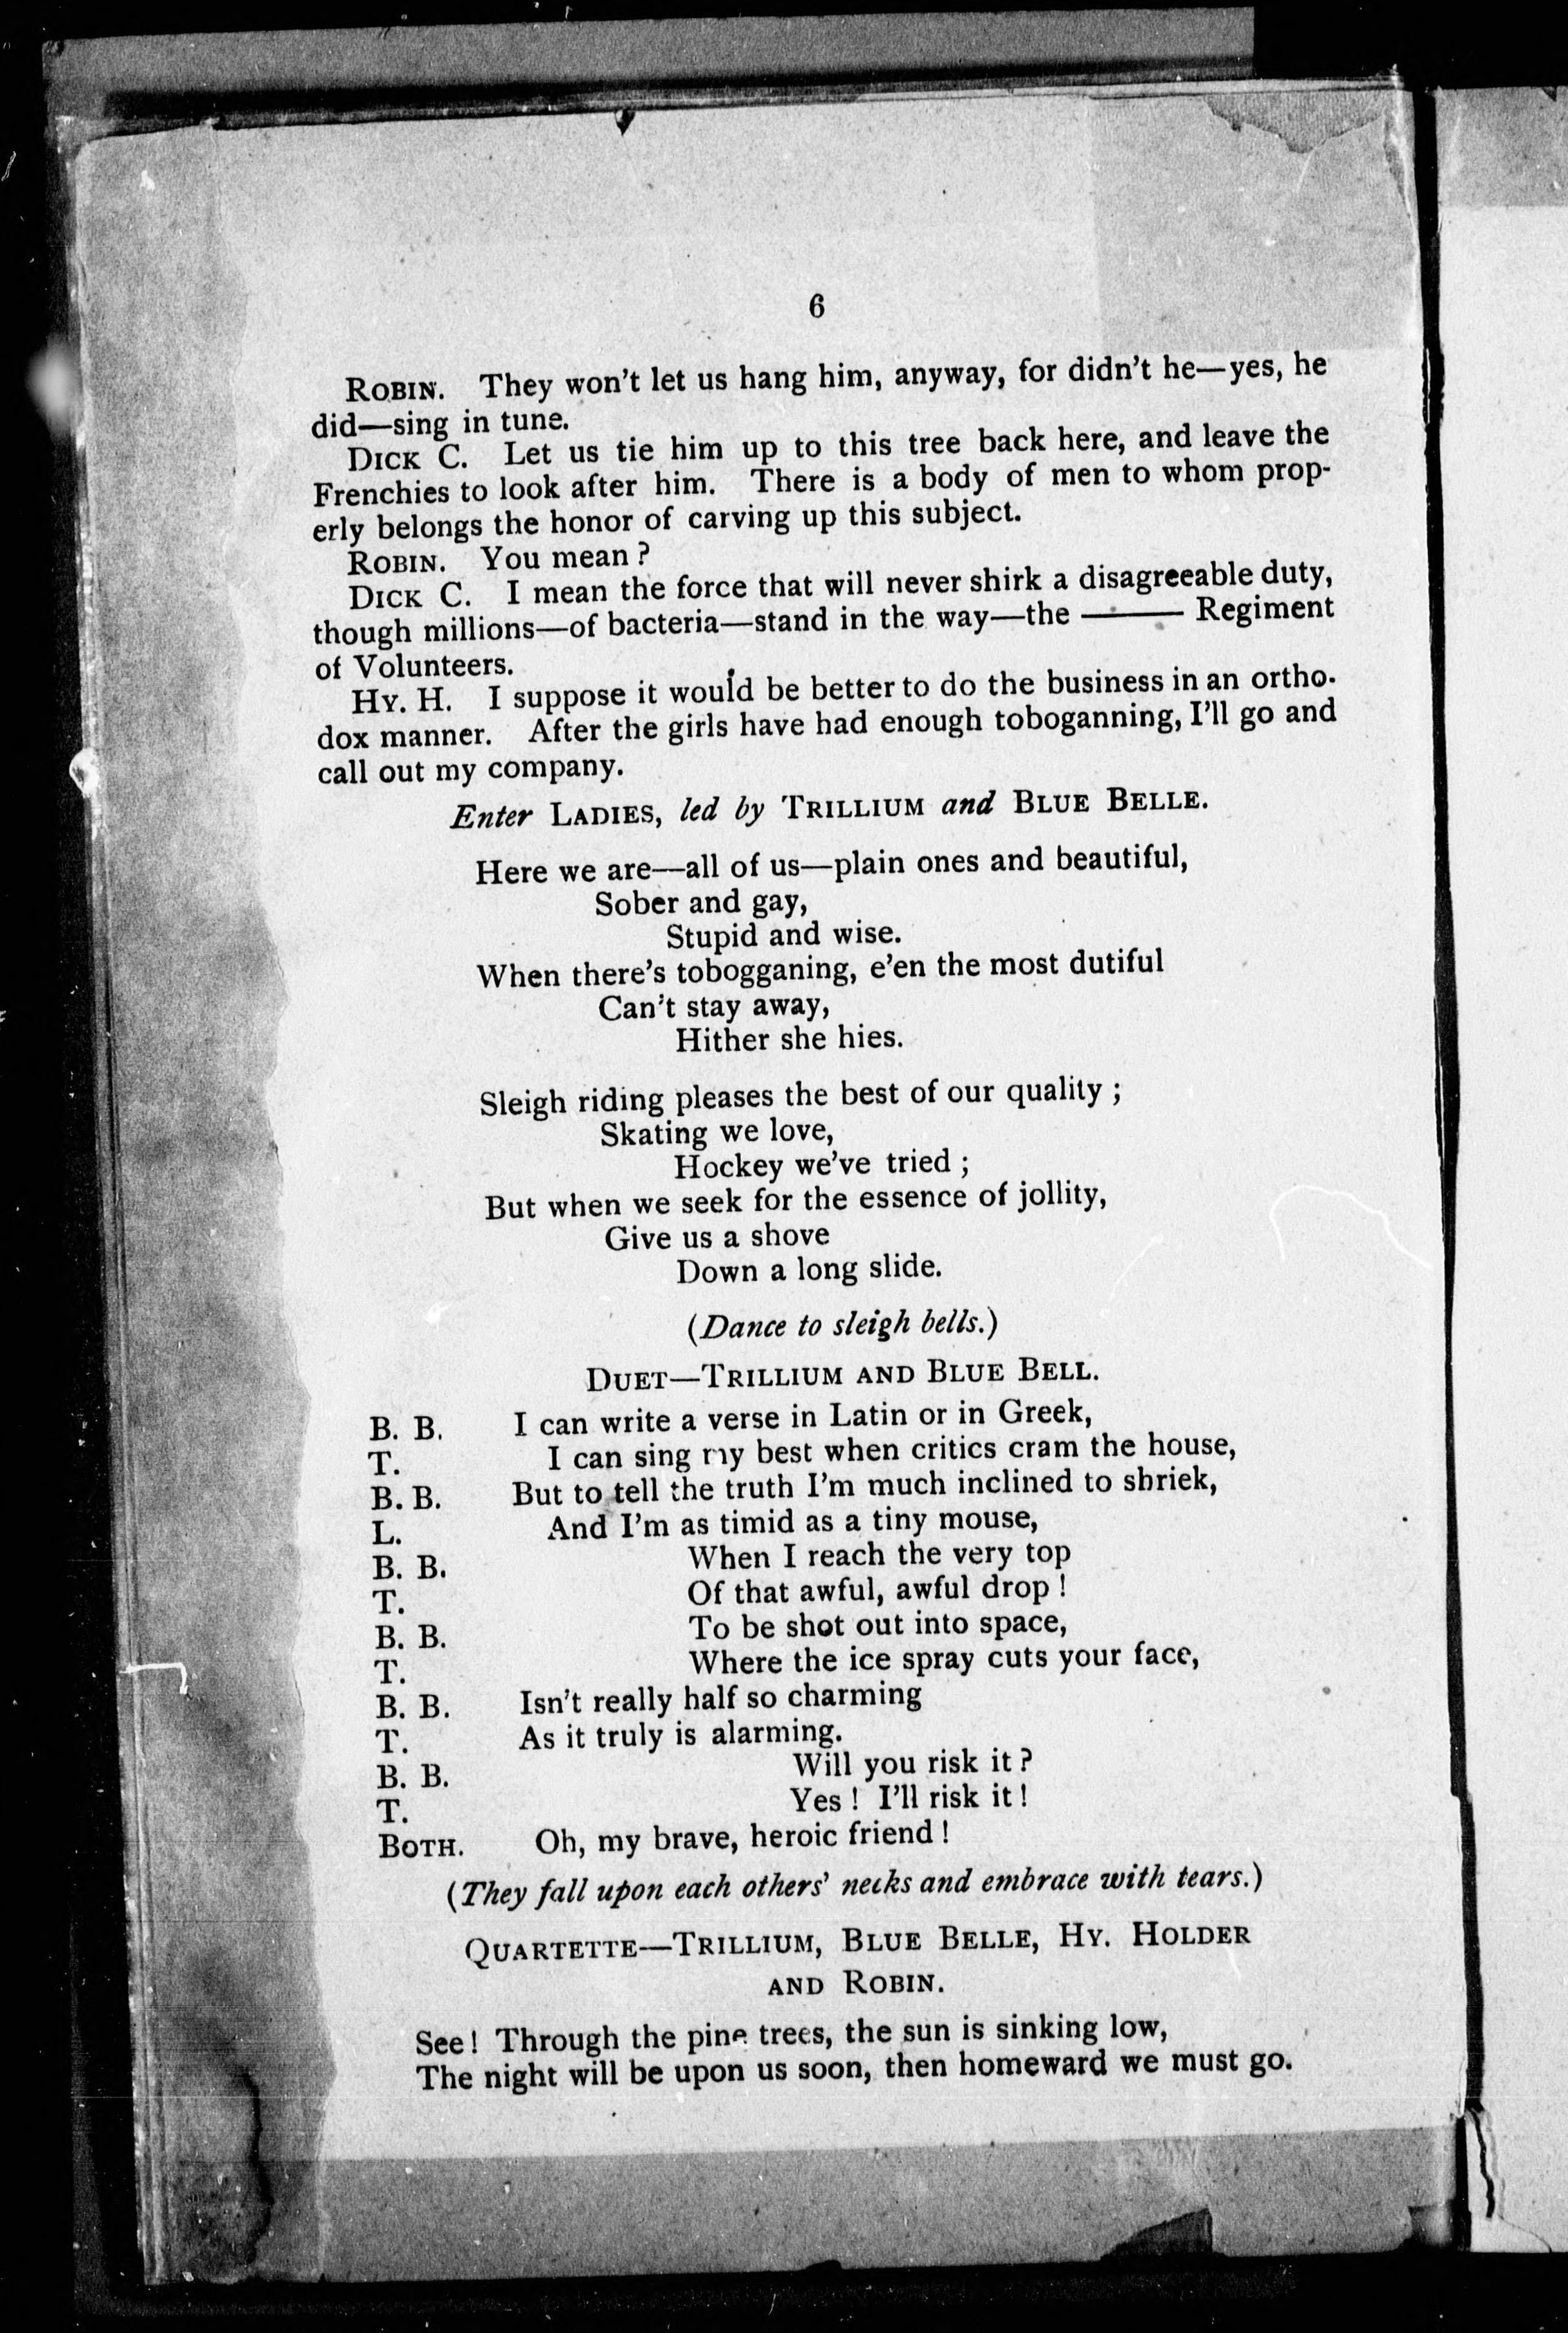 6
ROBIN. They won't let us hang him, anyway, for didn't he—yes, he
did—sing in tune.
DICK C. Let us tie him up to this tree back here, and leave the
Frenchies to look after him. There is a body of men to whom prop-
erly belongs the honor of carving up this subject.
ROBIN. You mean ?
DICK C. I mean the force that will never shirk a disagreeable duty,
though millions—of bacteria—stand in the way—the ——— Regiment
of Volunteers.
HY. H. I suppose it would be better to do the business in an ortho.
dox manner. After the girls have had enough toboganning, I'll go and
call out my company.
Enter LADIES, led by TRILLIUM and BLUE BELLE.
Here we are—all of us—plain ones and beautiful,
Sober and gay,
Stupid and wise.
When there's tobogganing, e'en the most dutiful
Can't stay away,
Hither she hies.
Sleigh riding pleases the best of our quality ;
Skating we love,
Hockey we've tried ;
But when we seek for the essence of jollity,
Give us a shove
Down a long slide.
(Dance to sleigh bells.)
DUET—TRILLIUM AND BLUE BELL.
B. B. I can write a verse in Latin or in Greek,
T. I can sing my best when critics cram the house,
B. B. But to tell the truth I'm much inclined to shriek,
L. And I'm as timid as a tiny mouse,
B. B. When I reach the very top
T. Of that awful, awful drop !
B. B. To be shot out into space,
T. Where the ice spray cuts your face,
B. B. Isn't really half so charming
T. As it truly is alarming.
B. B. Will you risk it ?
T. Yes ! I'll risk it !
BOTH. Oh, my brave, heroic friend !
(They fall upon each others' necks and embrace with tears.)
QUARTETTE—TRILLIUM, BLUE BELLE, HY. HOLDER
AND ROBIN.
See ! Through the pine trees, the sun is sinking low,
The night will be upon us soon, then homeward we must go.